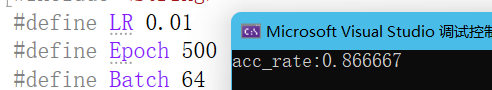 #define LR 0.01
#define Epoch 500
#define Batch 64
Microsoft Visual Studio 调试控
acc_rate:0.866667